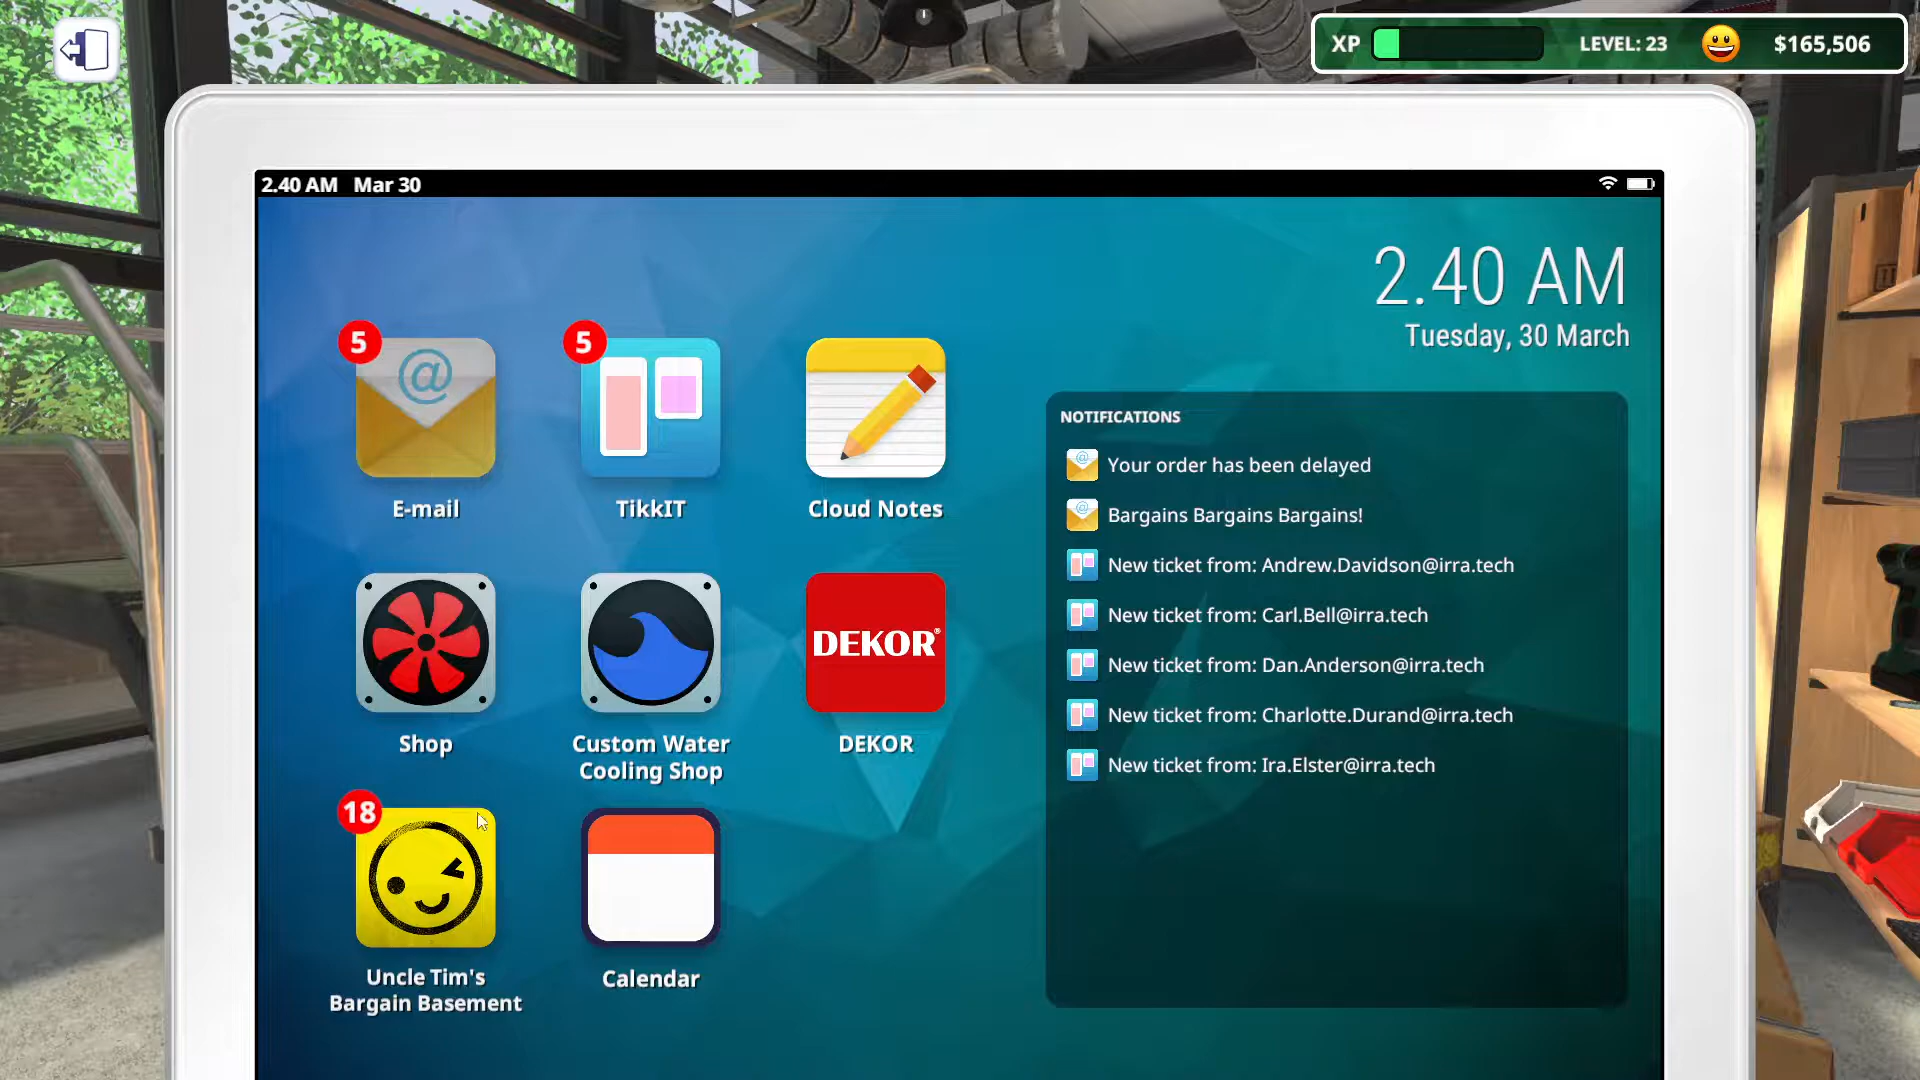 XP
LEVEL: 23
$165,506
2.40 AM Mar 30
2.40 AM
Tuesday, 30 March
5
@
E-mail
5
TikkIT
Cloud Notes
Shop
Custom Water
Cooling Shop
DEKOR®
DEKOR
18
Uncle Tim's
Bargain Basement
Calendar
NOTIFICATIONS
Your order has been delayed
Bargains Bargains Bargains!
New ticket from: Andrew.Davidson@irra.tech
New ticket from: Carl.Bell@irra.tech
New ticket from: Dan.Anderson@irra.tech
New ticket from: Charlotte.Durand@irra.tech
New ticket from: Ira.Elster@irra.tech